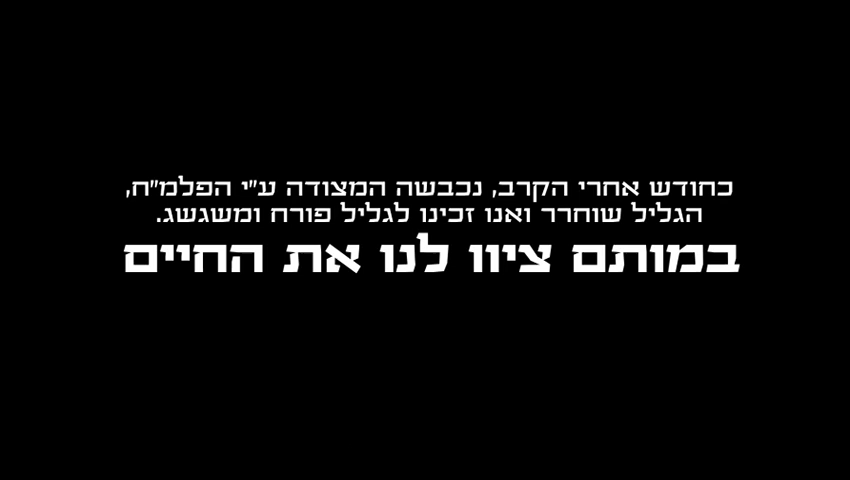 כחודש אחרי הקרב, נכבשה המצודה ע"י הפלמ"ח,
הגליל שוחרר ואנו זכינו לגליל פורח ומשגשג.
במותם ציוו לנו את החיים